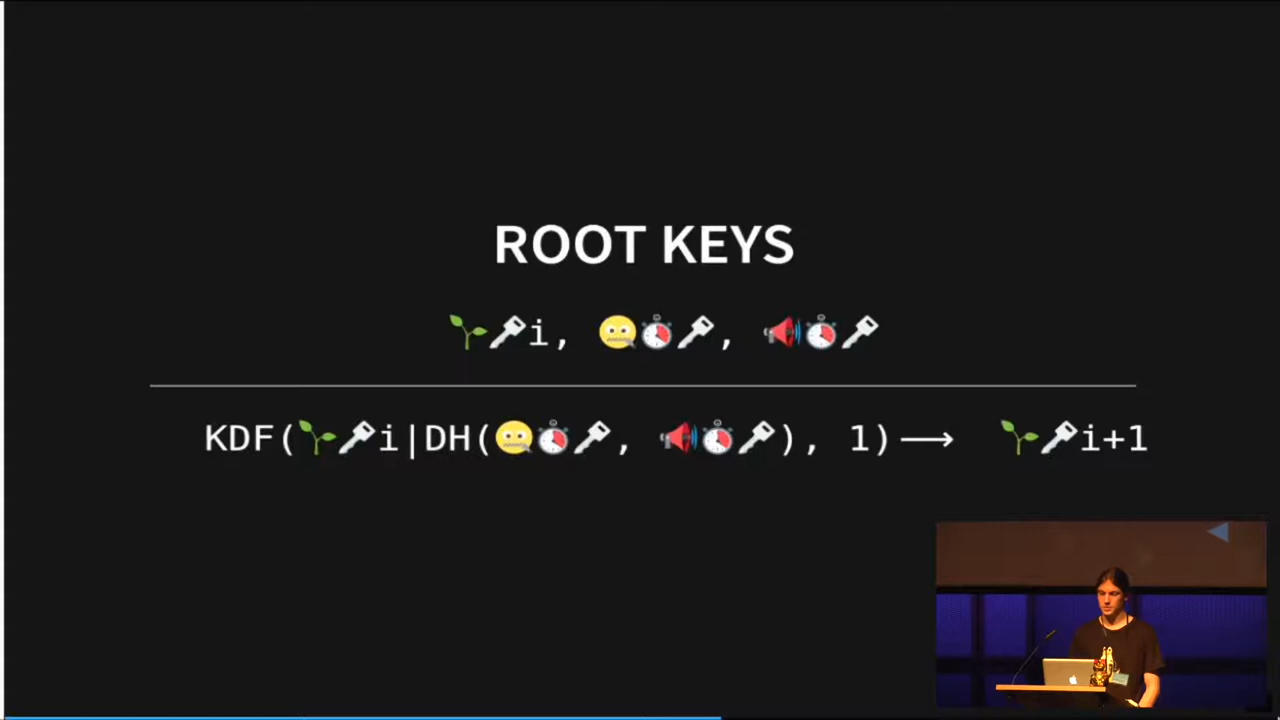 ROOT KEYS
🌱🔑i, 🤐⏱🔑, 📣⏱🔑
KDF(🌱🔑i|DH(🤐⏱🔑, 📣⏱🔑), 1)⟶ 🌱🔑i+1